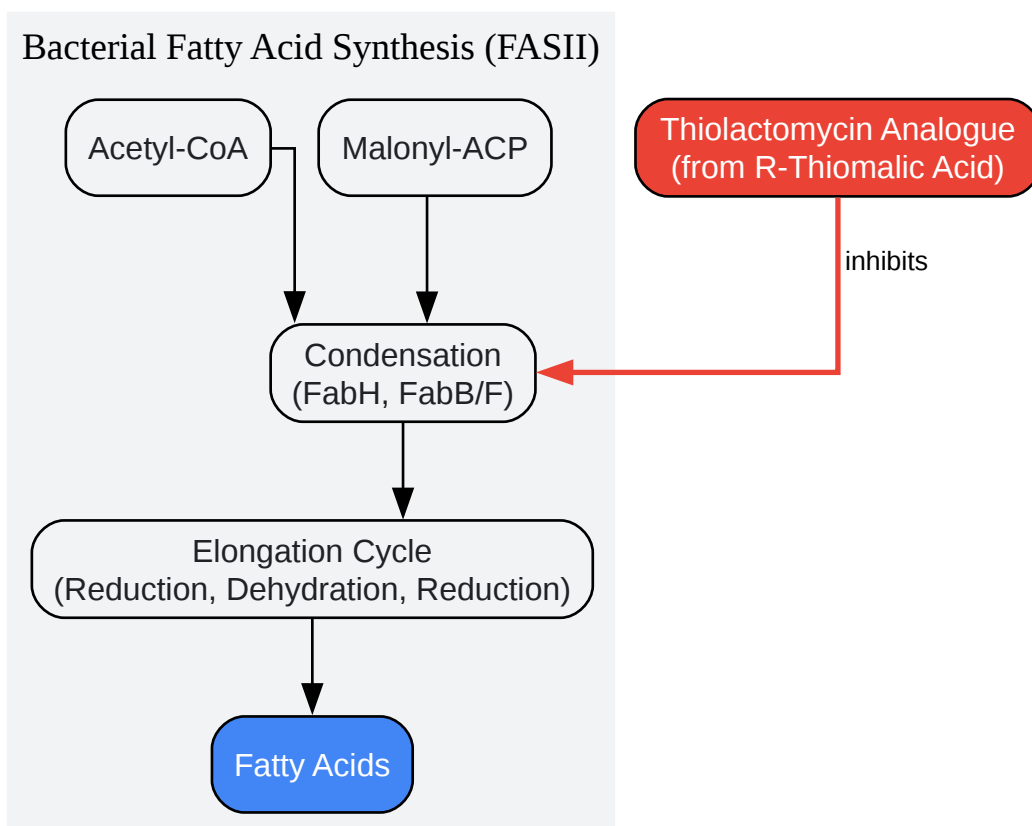 Bacterial Fatty Acid Synthesis (FASII)
Acetyl-CoA
Malonyl-ACP
Thiolactomycin Analogue
(from R-Thiomalic Acid)
inhibits
Condensation
(FabH, FabB/F)
Elongation Cycle
(Reduction, Dehydration, Reduction)
Fatty Acids